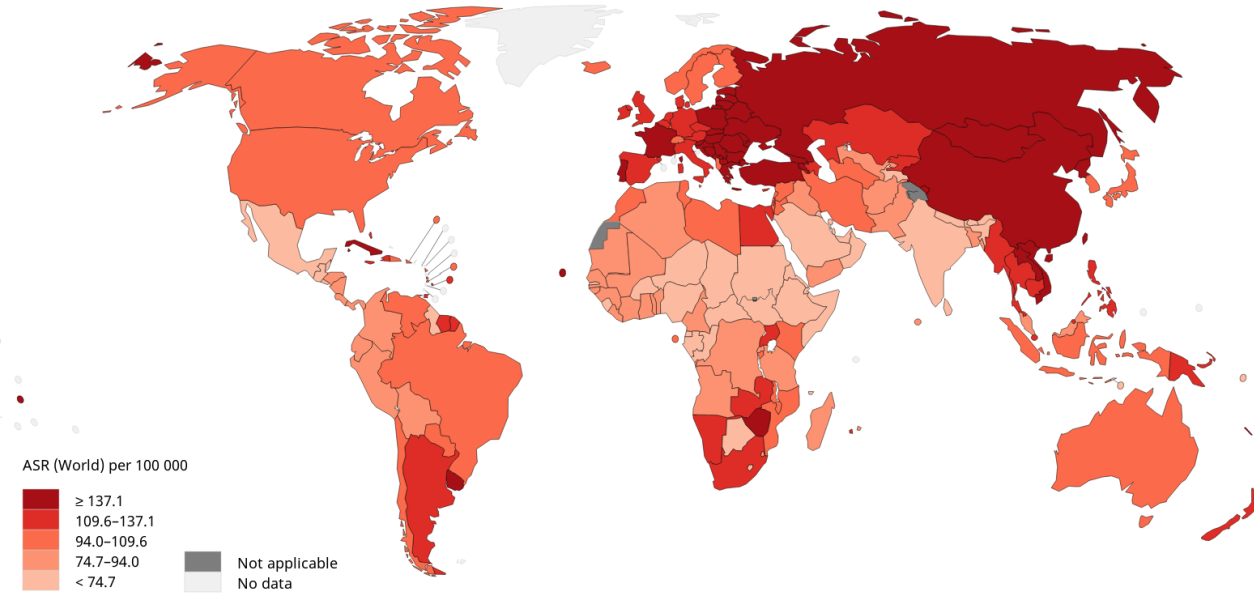 ASR (World) per 100 000
≥ 137.1
109.6–137.1
94.0–109.6
74.7–94.0
< 74.7
Not applicable
No data